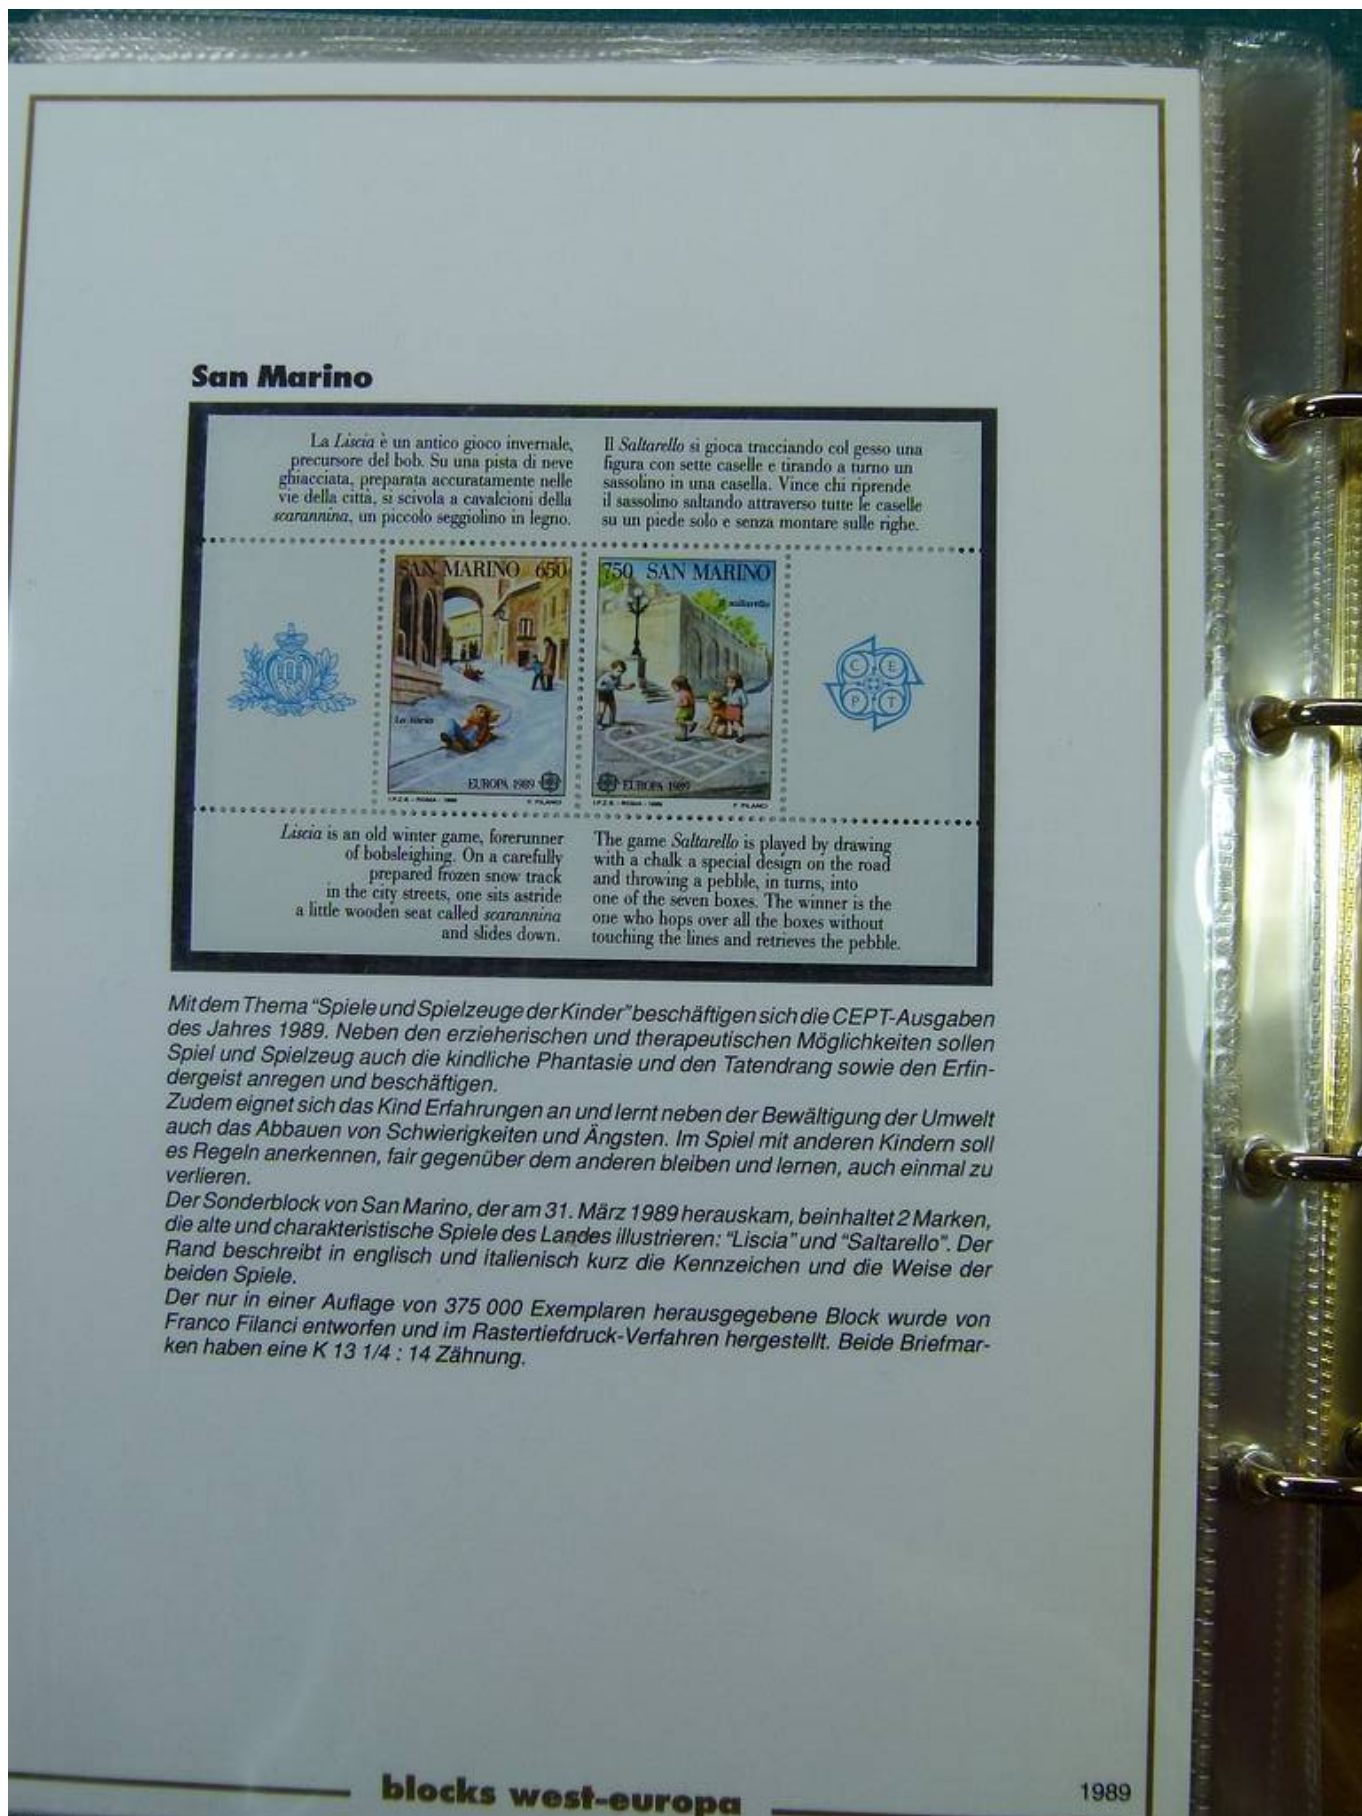 San Marino
La Liscia è un antico gioco invernale,
precursore del bob. Su una pista di neve
ghiacciata, preparata accuratamente nelle
vie della città, si scivola a cavalcioni della
scarannina, un piccolo seggiolino in legno.
Il Saltarello si gioca tracciando col gesso una
figura con sette caselle e tirando a turno un
sassolino in una casella. Vince chi riprende
il sassolino saltando attraverso tutte le caselle
su un piede solo e senza montare sulle righe.
SAN MARINO 650
La liscia
EUROPA 1989
I.P.Z.S. - ROMA - 1989
F. FILANCI
750 SAN MARINO
Il saltarello
EUROPA 1989
I.P.Z.S. - ROMA - 1989
F. FILANCI
C E
P T
Liscia is an old winter game, forerunner
of bobsleighing. On a carefully
prepared frozen snow track
in the city streets, one sits astride
a little wooden seat called scarannina
and slides down.
The game Saltarello is played by drawing
with a chalk a special design on the road
and throwing a pebble, in turns, into
one of the seven boxes. The winner is the
one who hops over all the boxes without
touching the lines and retrieves the pebble.
Mit dem Thema “Spiele und Spielzeuge der Kinder” beschäftigen sich die CEPT-Ausgaben
des Jahres 1989. Neben den erzieherischen und therapeutischen Möglichkeiten sollen
Spiel und Spielzeug auch die kindliche Phantasie und den Tatendrang sowie den Erfin-
dergeist anregen und beschäftigen.
Zudem eignet sich das Kind Erfahrungen an und lernt neben der Bewältigung der Umwelt
auch das Abbauen von Schwierigkeiten und Ängsten. Im Spiel mit anderen Kindern soll
es Regeln anerkennen, fair gegenüber dem anderen bleiben und lernen, auch einmal zu
verlieren.
Der Sonderblock von San Marino, der am 31. März 1989 herauskam, beinhaltet 2 Marken,
die alte und charakteristische Spiele des Landes illustrieren: “Liscia” und “Saltarello”. Der
Rand beschreibt in englisch und italienisch kurz die Kennzeichen und die Weise der
beiden Spiele.
Der nur in einer Auflage von 375 000 Exemplaren herausgegebene Block wurde von
Franco Filanci entworfen und im Rastertiefdruck-Verfahren hergestellt. Beide Briefmar-
ken haben eine K 13 1/4 : 14 Zähnung.
blocks west-europa
1989